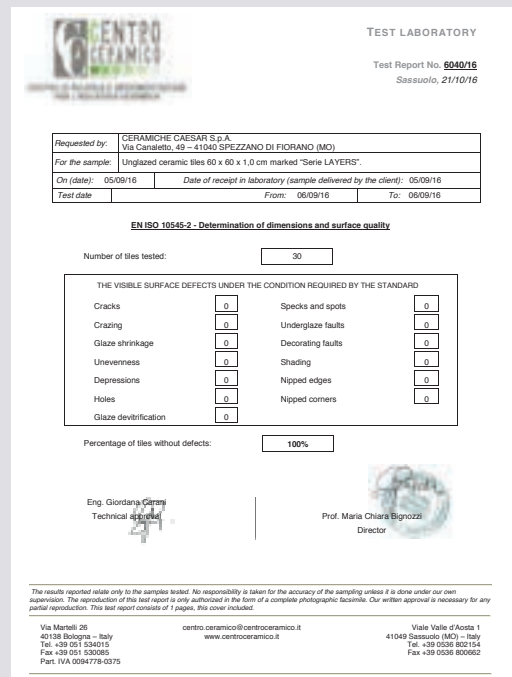 CENTRO
CERAMICO
TEST LABORATORY
Test Report No. 6040/16
Sassuolo, 21/10/16
Requested by:
CERAMICHE CAESAR S.p.A.
Via Canaletto, 49 – 41040 SPEZZANO DI FIORANO (MO)
For the sample: Unglazed ceramic tiles 60 x 60 x 1,0 cm marked “Serie LAYERS”.
On (date): 05/09/16 Date of receipt in laboratory (sample delivered by the client): 05/09/16
Test date From: 06/09/16 To: 06/09/16
EN ISO 10545-2 - Determination of dimensions and surface quality
Number of tiles tested: 30
THE VISIBLE SURFACE DEFECTS UNDER THE CONDITION REQUIRED BY THE STANDARD
Cracks 0 Specks and spots 0
Crazing 0 Underglaze faults 0
Glaze shrinkage 0 Decorating faults 0
Unevenness 0 Shading 0
Depressions 0 Nipped edges 0
Holes 0 Nipped corners 0
Glaze devitrification 0
Percentage of tiles without defects: 100%
Eng. Giordana Carani
Technical approval
Prof. Maria Chiara Bignozzi
Director
The results reported relate only to the samples tested. No responsibility is taken for the accuracy of the sampling unless it is done under our own
supervision. The reproduction of this test report is only authorized in the form of a complete photographic facsimile. Our written approval is necessary for any
partial reproduction. This test report consists of 1 pages, this cover included.
Via Martelli 26 centro.ceramico@centroceramico.it Viale Valle d'Aosta 1
40138 Bologna – Italy www.centroceramico.it 41049 Sassuolo (MO) – Italy
Tel. +39 051 534015 Tel. +39 0536 802154
Fax +39 051 530085 Fax +39 0536 800662
Part. IVA 0094778-0375